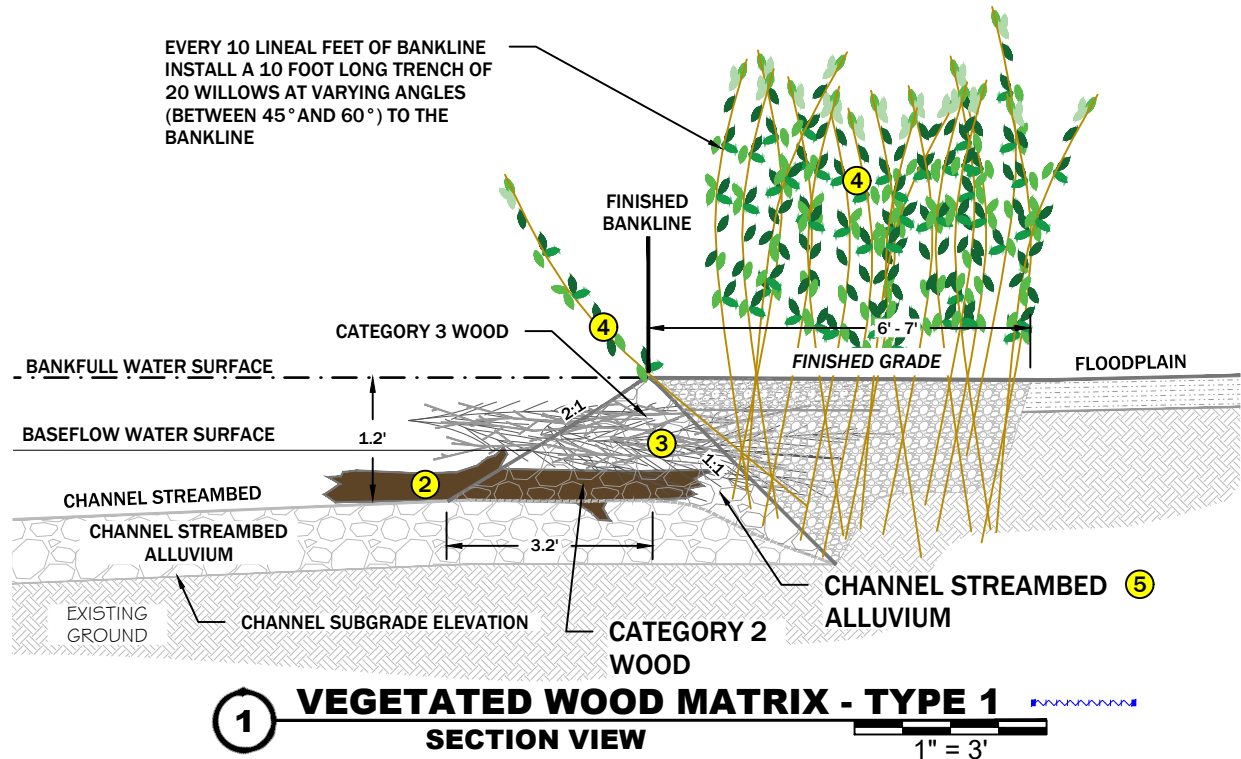 EVERY 10 LINEAL FEET OF BANKLINE
INSTALL A 10 FOOT LONG TRENCH OF
20 WILLOWS AT VARYING ANGLES
(BETWEEN 45°AND 60°) TO THE
BANKLINE
4
FINISHED
BANKLINE
4
CATEGORY 3 WOOD
6' - 7'
BANKFULL WATER SURFACE
FINISHED GRADE
FLOODPLAIN
2:1
BASEFLOW WATER SURFACE
1.2'
3
1:1
2
CHANNEL STREAMBED
CHANNEL STREAMBED
ALLUVIUM
3.2'
CHANNEL STREAMBED 5
ALLUVIUM
EXISTING
GROUND
CHANNEL SUBGRADE ELEVATION
CATEGORY 2
WOOD
1
VEGETATED WOOD MATRIX - TYPE 1
SECTION VIEW
1" = 3'